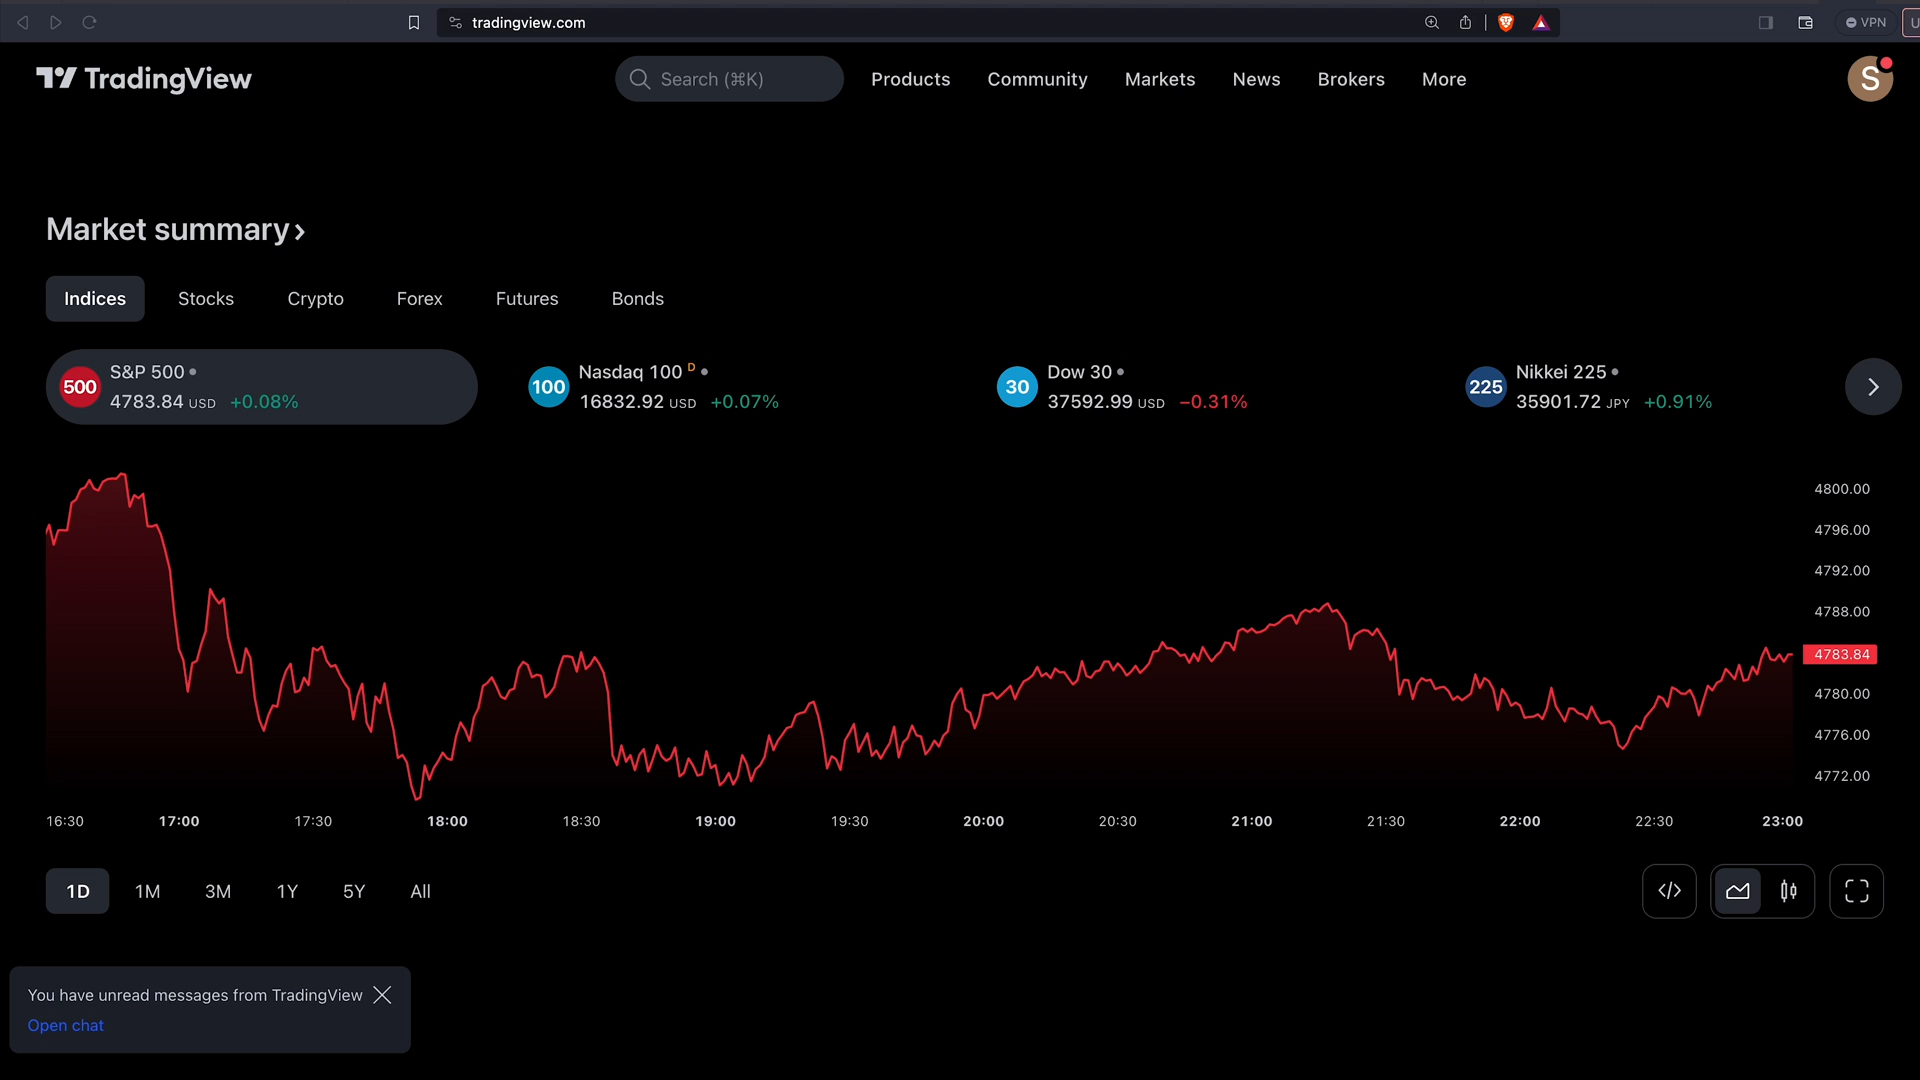 tradingview.com
VPN
U
TradingView
Search (⌘K)
Products
Community
Markets
News
Brokers
More
S
Market summary ›
Indices
Stocks
Crypto
Forex
Futures
Bonds
500
S&P 500
4783.84 USD +0.08%
100
Nasdaq 100 D
16832.92 USD +0.07%
30
Dow 30
37592.99 USD −0.31%
225
Nikkei 225
35901.72 JPY +0.91%
4800.00
4796.00
4792.00
4788.00
4783.84
4780.00
4776.00
4772.00
16:30 17:00 17:30 18:00 18:30 19:00 19:30 20:00 20:30 21:00 21:30 22:00 22:30 23:00
1D
1M
3M
1Y
5Y
All
You have unread messages from TradingView
Open chat